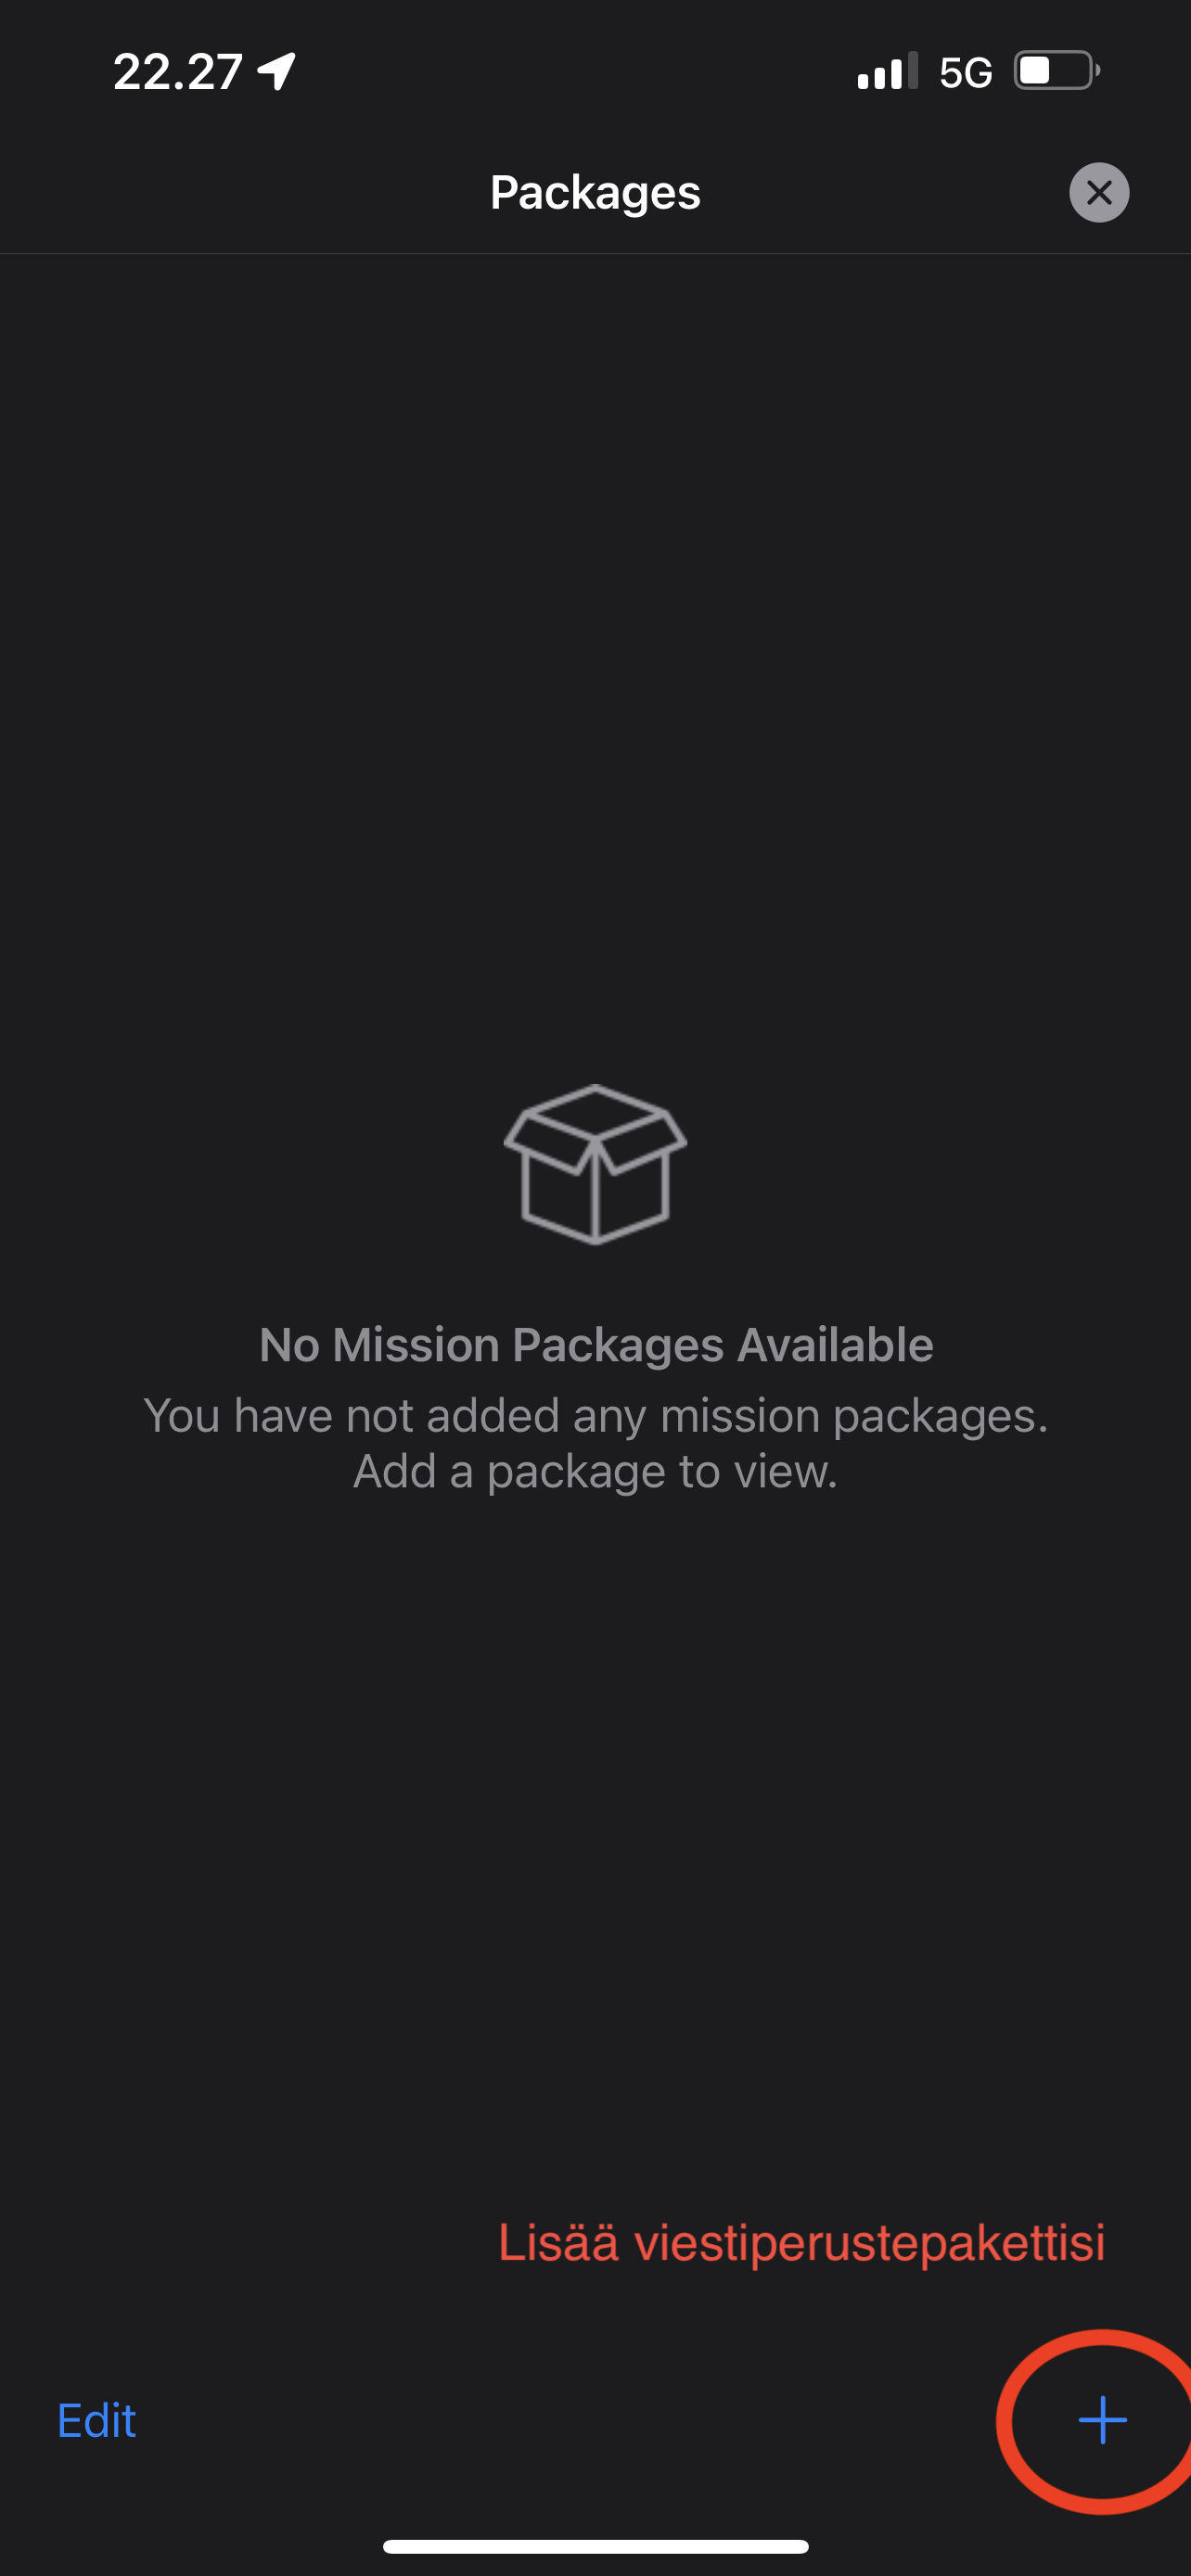 22.27
5G
Packages
No Mission Packages Available
You have not added any mission packages.
Add a package to view.
Lisää viestiperustepakettisi
Edit